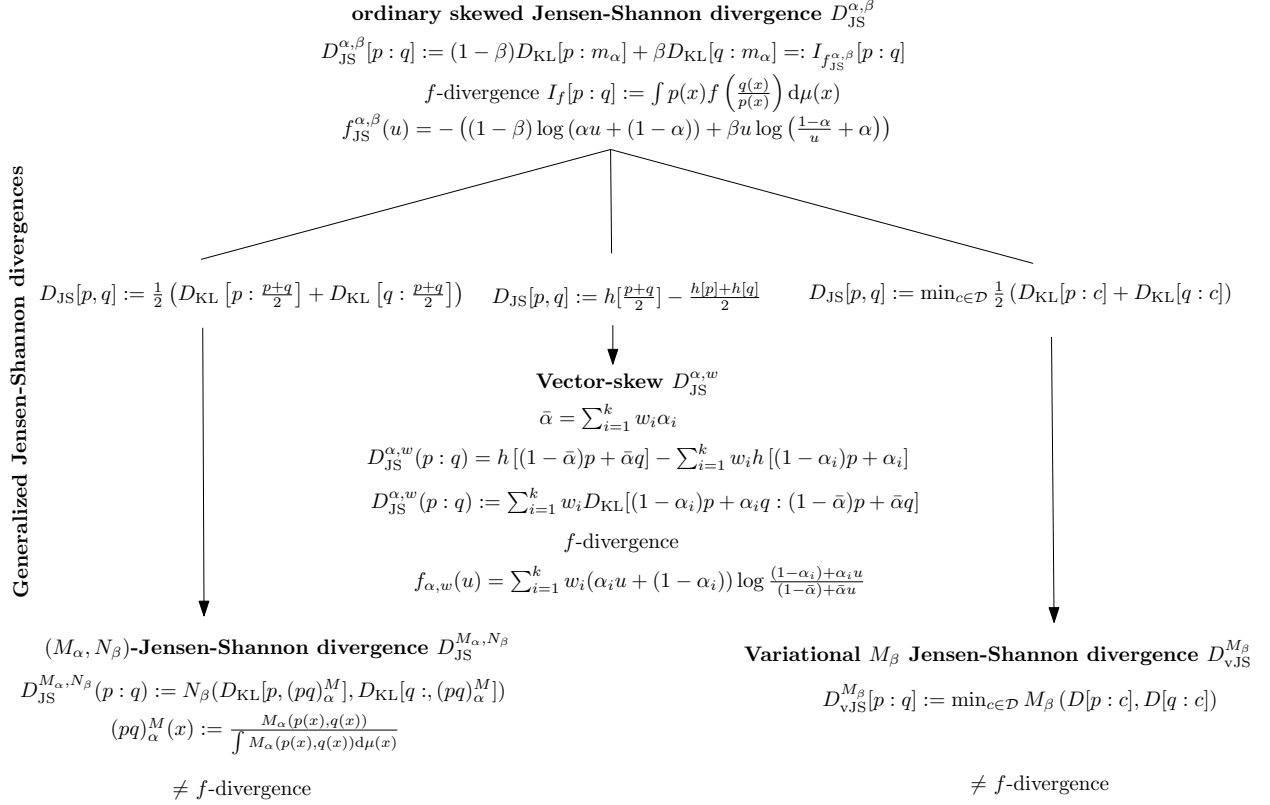 ordinary skewed Jensen-Shannon divergence $D_{\mathrm{JS}}^{\alpha,\beta}$
$D_{\mathrm{JS}}^{\alpha,\beta}[p:q] := (1-\beta)D_{\mathrm{KL}}[p:m_\alpha] + \beta D_{\mathrm{KL}}[q:m_\alpha] =: I_{f_{\mathrm{JS}}^{\alpha,\beta}}[p:q]$
$f$-divergence $I_f[p:q] := \int p(x) f\left(\frac{q(x)}{p(x)}\right) \mathrm{d}\mu(x)$
$f_{\mathrm{JS}}^{\alpha,\beta}(u) = -\left((1-\beta)\log\left(\alpha u + (1-\alpha)\right) + \beta u \log\left(\frac{1-\alpha}{u} + \alpha\right)\right)$
Generalized Jensen-Shannon divergences
$D_{\mathrm{JS}}[p,q] := \frac{1}{2}\left(D_{\mathrm{KL}}\left[p:\frac{p+q}{2}\right] + D_{\mathrm{KL}}\left[q:\frac{p+q}{2}\right]\right)$
$D_{\mathrm{JS}}[p,q] := h[\frac{p+q}{2}] - \frac{h[p]+h[q]}{2}$
$D_{\mathrm{JS}}[p,q] := \min_{c\in\mathcal{D}} \frac{1}{2}\left(D_{\mathrm{KL}}[p:c] + D_{\mathrm{KL}}[q:c]\right)$
Vector-skew $D_{\mathrm{JS}}^{\alpha,w}$
$\bar{\alpha} = \sum_{i=1}^{k} w_i\alpha_i$
$D_{\mathrm{JS}}^{\alpha,w}(p:q) = h\left[(1-\bar{\alpha})p + \bar{\alpha}q\right] - \sum_{i=1}^{k} w_i h\left[(1-\alpha_i)p + \alpha_i\right]$
$D_{\mathrm{JS}}^{\alpha,w}(p:q) := \sum_{i=1}^{k} w_i D_{\mathrm{KL}}[(1-\alpha_i)p + \alpha_i q : (1-\bar{\alpha})p + \bar{\alpha}q]$
$f$-divergence
$f_{\alpha,w}(u) = \sum_{i=1}^{k} w_i(\alpha_i u + (1-\alpha_i))\log\frac{(1-\alpha_i)+\alpha_i u}{(1-\bar{\alpha})+\bar{\alpha}u}$
$(M_\alpha, N_\beta)$-Jensen-Shannon divergence $D_{\mathrm{JS}}^{M_\alpha,N_\beta}$
$D_{\mathrm{JS}}^{M_\alpha,N_\beta}(p:q) := N_\beta(D_{\mathrm{KL}}[p,(pq)_\alpha^M], D_{\mathrm{KL}}[q:,(pq)_\alpha^M])$
$(pq)_\alpha^M(x) := \frac{M_\alpha(p(x),q(x))}{\int M_\alpha(p(x),q(x))\mathrm{d}\mu(x)}$
$\neq f$-divergence
Variational $M_\beta$ Jensen-Shannon divergence $D_{\mathrm{vJS}}^{M_\beta}$
$D_{\mathrm{vJS}}^{M_\beta}[p:q] := \min_{c\in\mathcal{D}} M_\beta\left(D[p:c], D[q:c]\right)$
$\neq f$-divergence